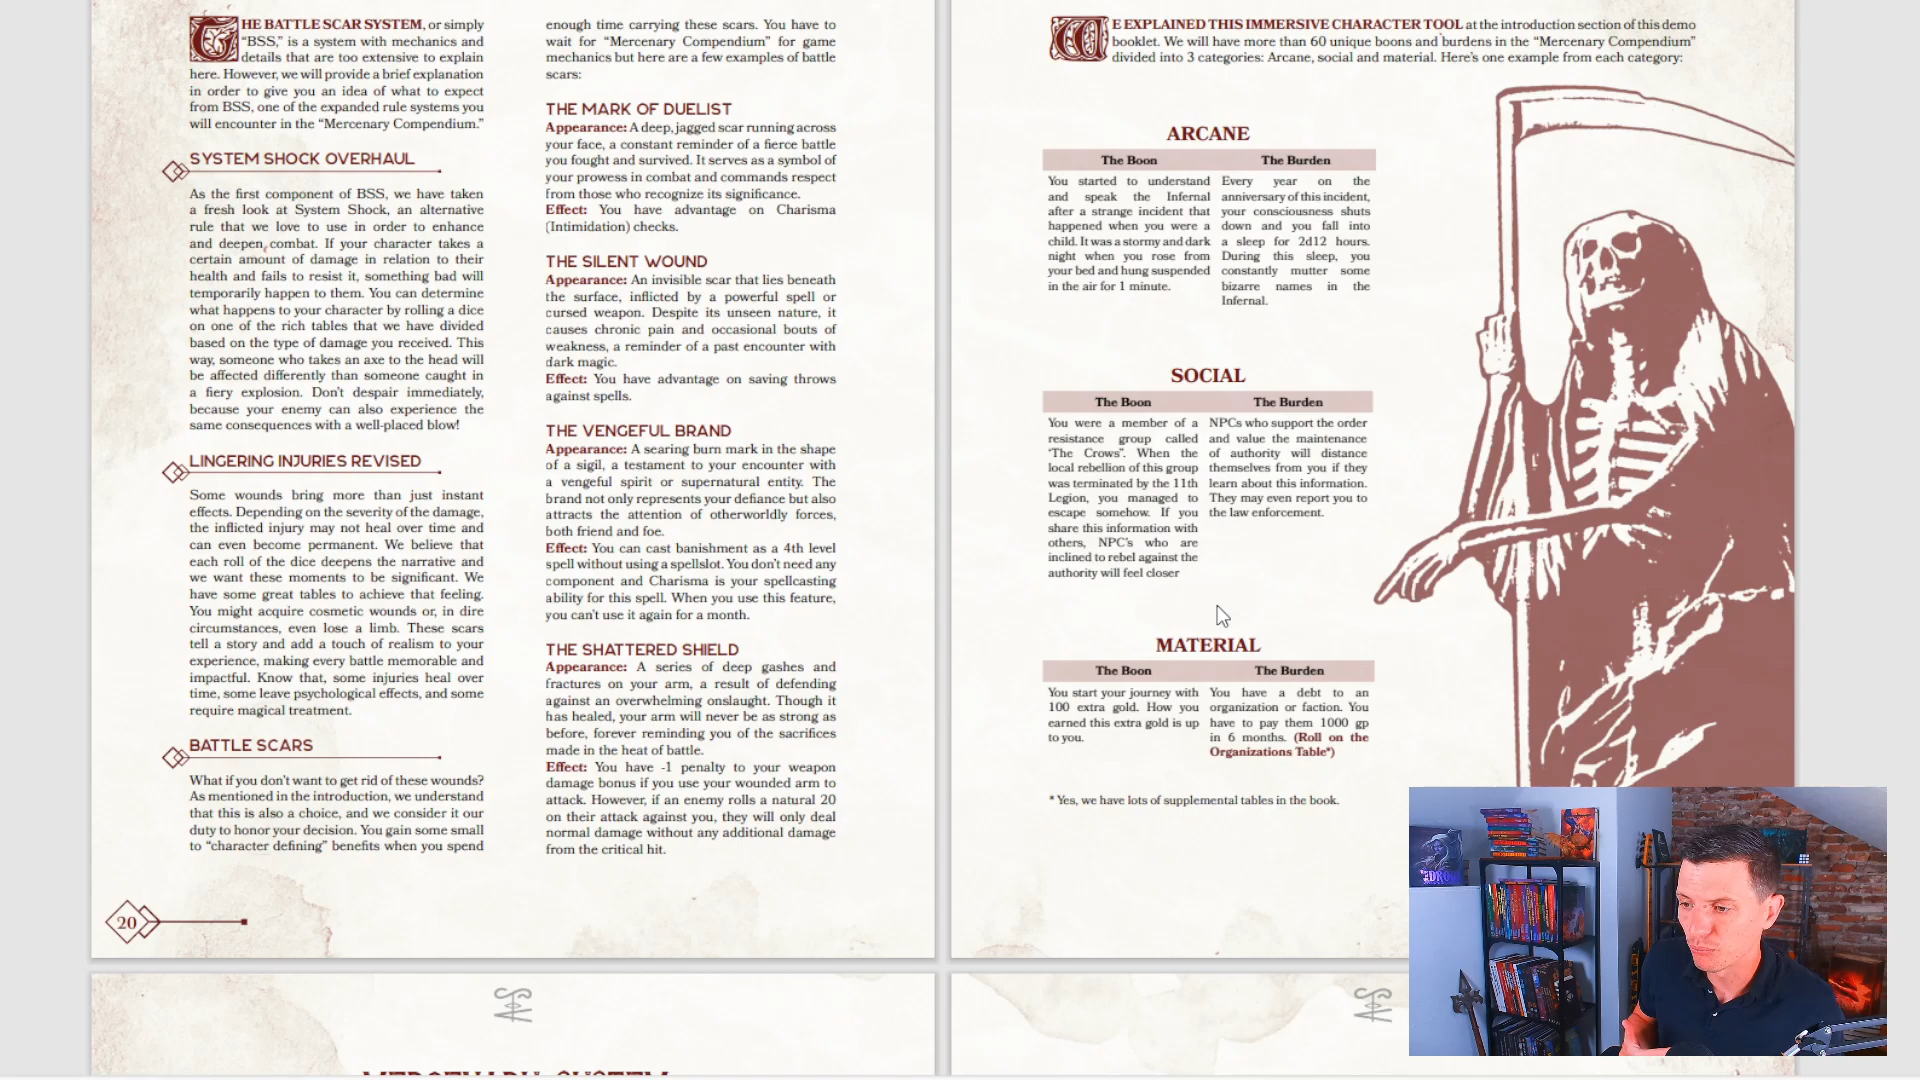 THE BATTLE SCAR SYSTEM, or simply
“BSS,” is a system with mechanics and
details that are too extensive to explain
here. However, we will provide a brief explanation
in order to give you an idea of what to expect
from BSS, one of the expanded rule systems you
will encounter in the “Mercenary Compendium.”
SYSTEM SHOCK OVERHAUL
As the first component of BSS, we have taken
a fresh look at System Shock, an alternative
rule that we love to use in order to enhance
and deepen combat. If your character takes a
certain amount of damage in relation to their
health and fails to resist it, something bad will
temporarily happen to them. You can determine
what happens to your character by rolling a dice
on one of the rich tables that we have divided
based on the type of damage you received. This
way, someone who takes an axe to the head will
be affected differently than someone caught in
a fiery explosion. Don’t despair immediately,
because your enemy can also experience the
same consequences with a well-placed blow!
LINGERING INJURIES REVISED
Some wounds bring more than just instant
effects. Depending on the severity of the damage,
the inflicted injury may not heal over time and
can even become permanent. We believe that
each roll of the dice deepens the narrative and
we want these moments to be significant. We
have some great tables to achieve that feeling.
You might acquire cosmetic wounds or, in dire
circumstances, even lose a limb. These scars
tell a story and add a touch of realism to your
experience, making every battle memorable and
impactful. Know that, some injuries heal over
time, some leave psychological effects, and some
require magical treatment.
BATTLE SCARS
What if you don’t want to get rid of these wounds?
As mentioned in the introduction, we understand
that this is also a choice, and we consider it our
duty to honor your decision. You gain some small
to “character defining” benefits when you spend
20
enough time carrying these scars. You have to
wait for “Mercenary Compendium” for game
mechanics but here are a few examples of battle
scars:
THE MARK OF DUELIST
Appearance: A deep, jagged scar running across
your face, a constant reminder of a fierce battle
you fought and survived. It serves as a symbol of
your prowess in combat and commands respect
from those who recognize its significance.
Effect: You have advantage on Charisma
(Intimidation) checks.
THE SILENT WOUND
Appearance: An invisible scar that lies beneath
the surface, inflicted by a powerful spell or
cursed weapon. Despite its unseen nature, it
causes chronic pain and occasional bouts of
weakness, a reminder of a past encounter with
dark magic.
Effect: You have advantage on saving throws
against spells.
THE VENGEFUL BRAND
Appearance: A searing burn mark in the shape
of a sigil, a testament to your encounter with
a vengeful spirit or supernatural entity. The
brand not only represents your defiance but also
attracts the attention of otherworldly forces,
both friend and foe.
Effect: You can cast banishment as a 4th level
spell without using a spellslot. You don’t need any
component and Charisma is your spellcasting
ability for this spell. When you use this feature,
you can’t use it again for a month.
THE SHATTERED SHIELD
Appearance: A series of deep gashes and
fractures on your arm, a result of defending
against an overwhelming onslaught. Though it
has healed, your arm will never be as strong as
before, forever reminding you of the sacrifices
made in the heat of battle.
Effect: You have -1 penalty to your weapon
damage bonus if you use your wounded arm to
attack. However, if an enemy rolls a natural 20
on their attack against you, they will only deal
normal damage without any additional damage
from the critical hit.
WE EXPLAINED THIS IMMERSIVE CHARACTER TOOL at the introduction section of this demo
booklet. We will have more than 60 unique boons and burdens in the “Mercenary Compendium”
divided into 3 categories: Arcane, social and material. Here’s one example from each category:
ARCANE
The Boon
You started to understand
and speak the Infernal
after a strange incident that
happened when you were a
child. It was a stormy and dark
night when you rose from
your bed and hung suspended
in the air for 1 minute.
The Burden
Every year on the
anniversary of this incident,
your consciousness shuts
down and you fall into
a sleep for 2d12 hours.
During this sleep, you
constantly mutter some
bizarre names in the
Infernal.
SOCIAL
The Boon
You were a member of a
resistance group called
“The Crows”. When the
local rebellion of this group
was terminated by the 11th
Legion, you managed to
escape somehow. If you
share this information with
others, NPC’s who are
inclined to rebel against the
authority will feel closer
The Burden
NPCs who support the order
and value the maintenance
of authority will distance
themselves from you if they
learn about this information.
They may even report you to
the law enforcement.
MATERIAL
The Boon
You start your journey with
100 extra gold. How you
earned this extra gold is up
to you.
The Burden
You have a debt to an
organization or faction. You
have to pay them 1000 gp
in 6 months. (Roll on the
Organizations Table*)
* Yes, we have lots of supplemental tables in the book.
MERCENARY SYSTEM